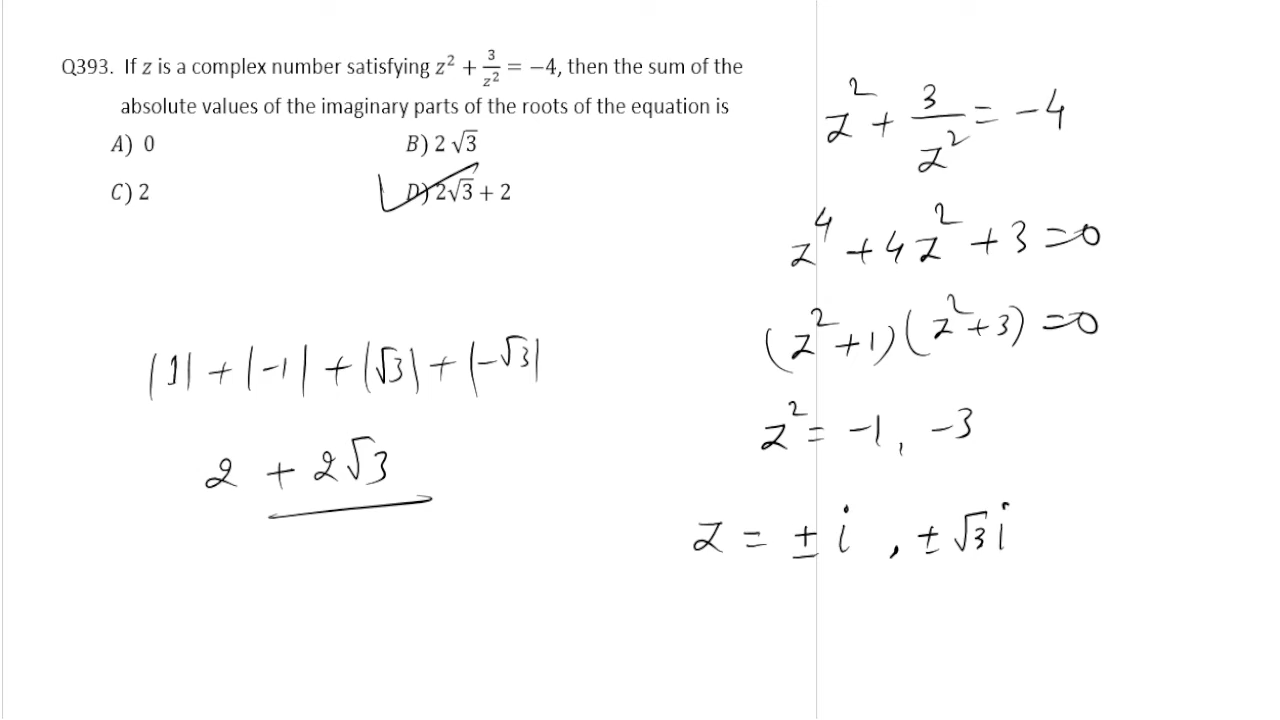 Q393. If z is a complex number satisfying z² + 3/z² = −4, then the sum of the
absolute values of the imaginary parts of the roots of the equation is
A) 0
B) 2 √3
C) 2
D) 2√3 + 2
z² + 3/z² = −4
z⁴ + 4z² + 3 = 0
(z² + 1)(z² + 3) = 0
z² = −1, −3
z = ± i , ± √3 i
|1| + |−1| + |√3| + |−√3|
2 + 2√3